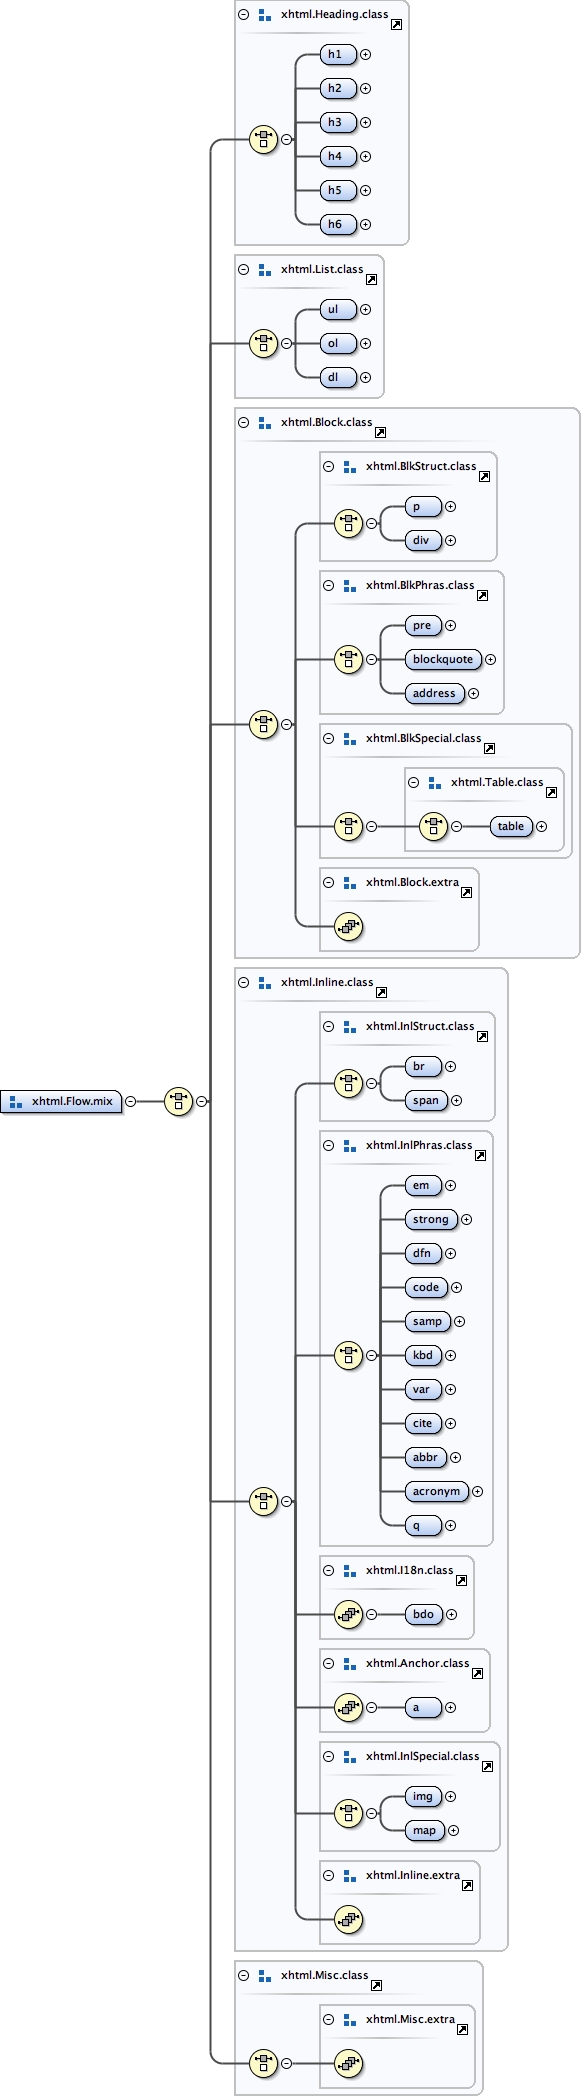 xhtml.Heading.class
h1
h2
h3
h4
h5
h6
xhtml.List.class
ul
ol
dl
xhtml.Block.class
xhtml.BlkStruct.class
p
div
xhtml.BlkPhras.class
pre
blockquote
address
xhtml.BlkSpecial.class
xhtml.Table.class
table
xhtml.Block.extra
xhtml.Inline.class
xhtml.InlStruct.class
br
xhtml.Flow.mix
span
xhtml.InlPhras.class
em
strong
dfn
code
samp
kbd
var
cite
abbr
acronym
q
xhtml.I18n.class
bdo
xhtml.Anchor.class
a
xhtml.InlSpecial.class
img
map
xhtml.Inline.extra
xhtml.Misc.class
xhtml.Misc.extra